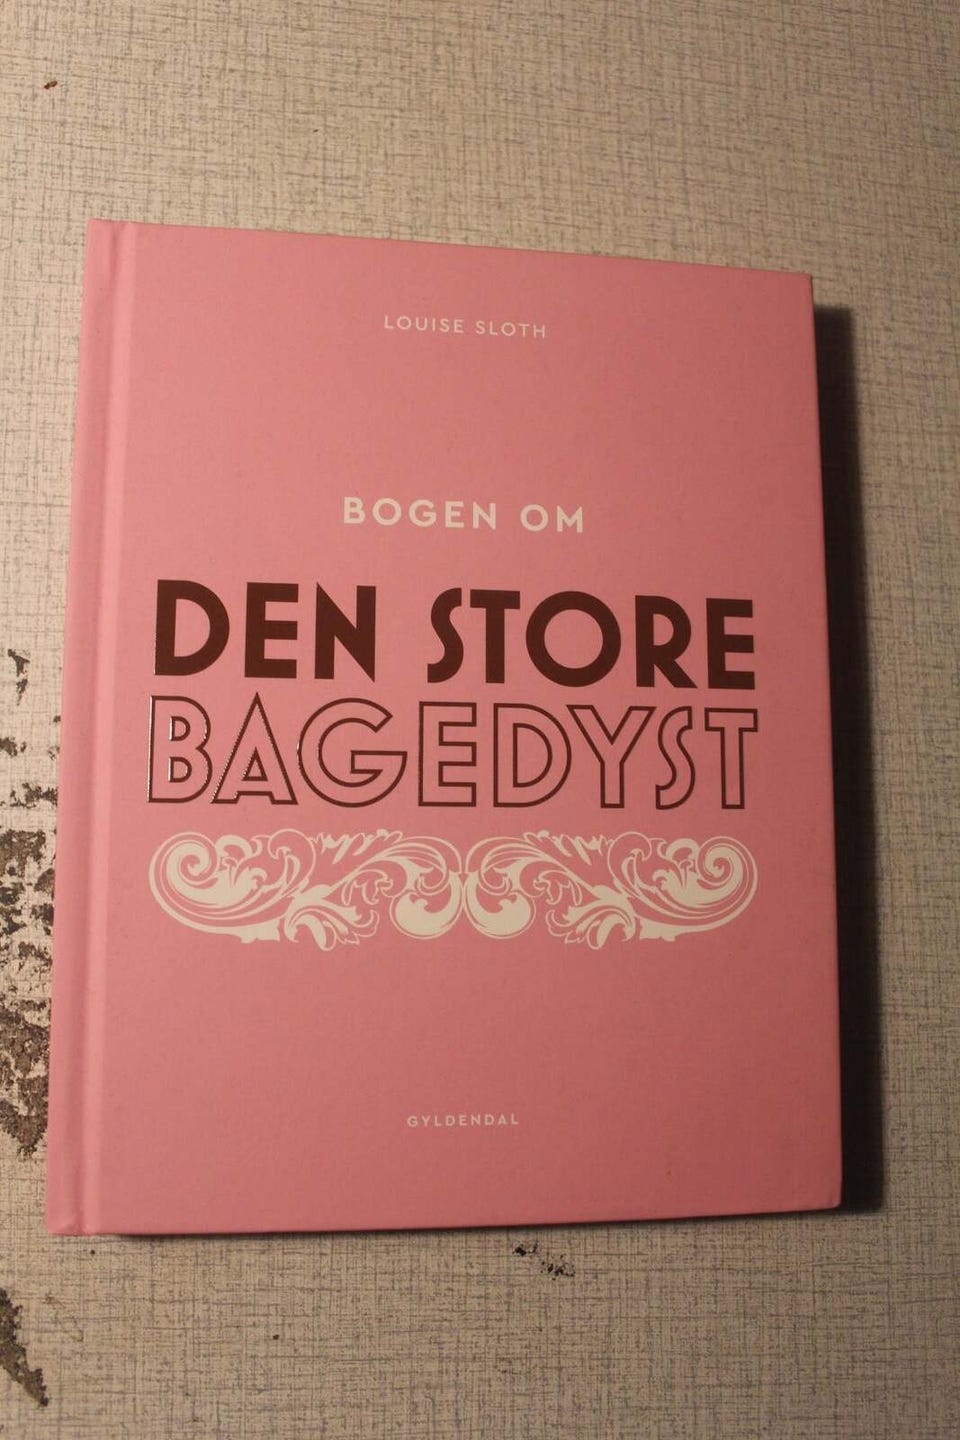 LOUISE SLOTH
BOGEN OM
DEN STORE
BAGEDYST
GYLDENDAL